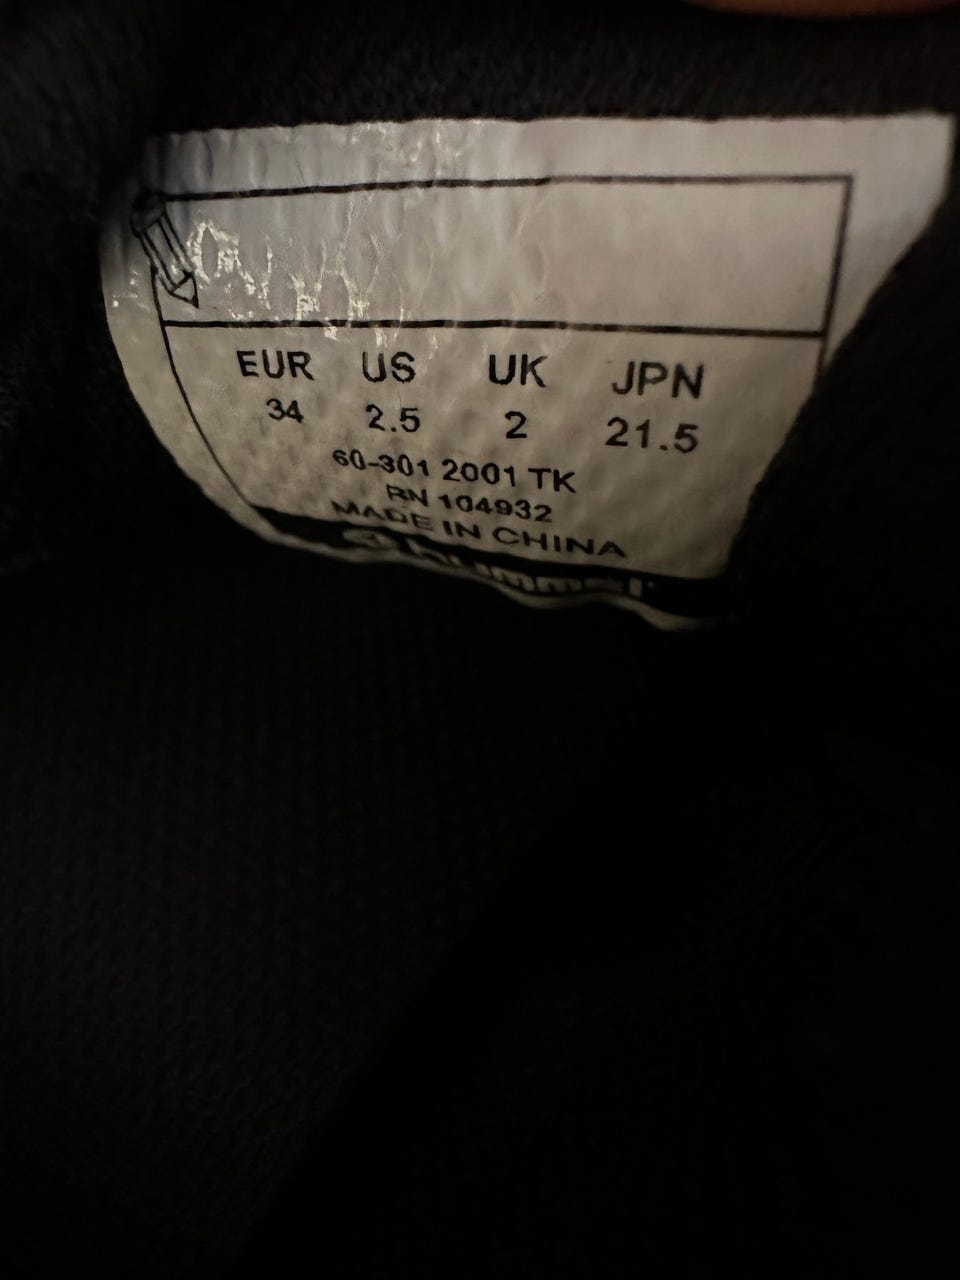 EUR US UK JPN
34 2.5 2 21.5
60-301 2001 TK
RN 104932
MADE IN CHINA
hummel